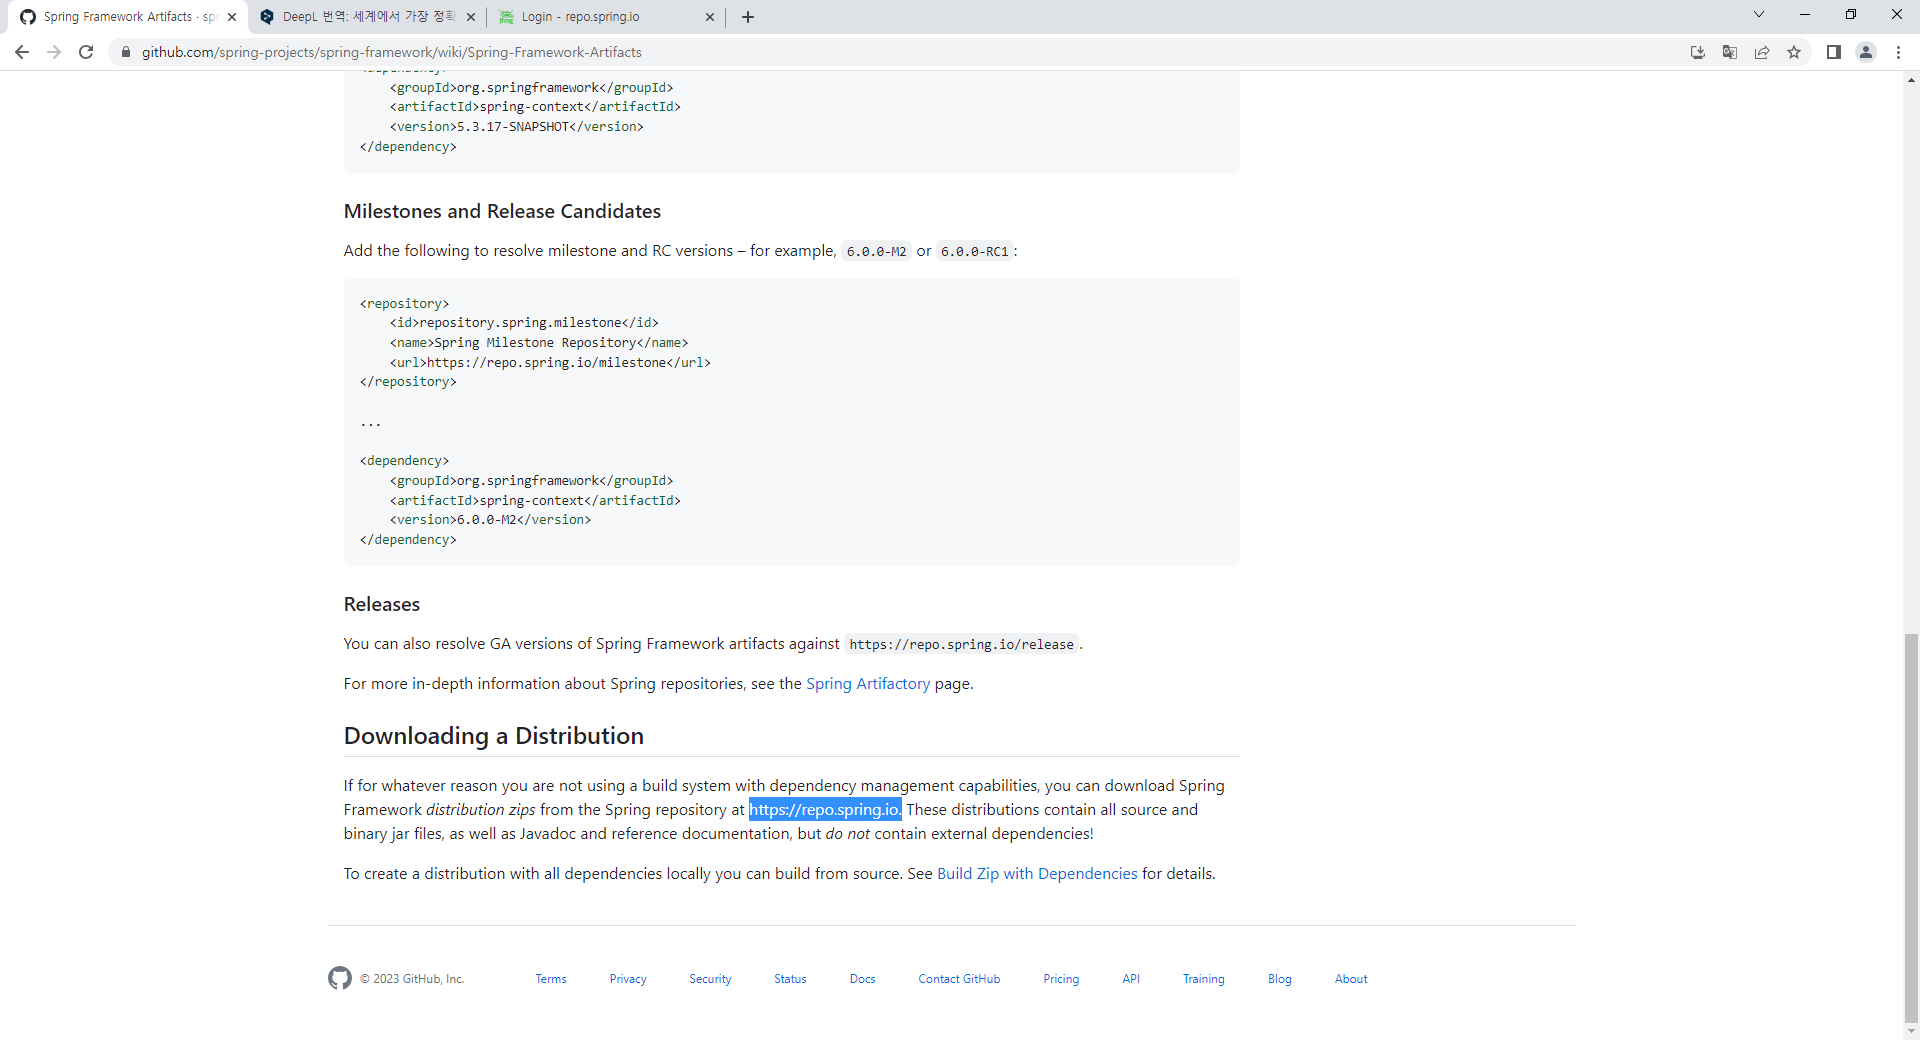 Spring Framework Artifacts · spr
DeepL 번역: 세계에서 가장 정확
Login - repo.spring.io
github.com/spring-projects/spring-framework/wiki/Spring-Framework-Artifacts
<dependency>
<groupId>org.springframework</groupId>
<artifactId>spring-context</artifactId>
<version>5.3.17-SNAPSHOT</version>
</dependency>
Milestones and Release Candidates
Add the following to resolve milestone and RC versions – for example, 6.0.0-M2 or 6.0.0-RC1:
<repository>
<id>repository.spring.milestone</id>
<name>Spring Milestone Repository</name>
<url>https://repo.spring.io/milestone</url>
</repository>
...
<dependency>
<groupId>org.springframework</groupId>
<artifactId>spring-context</artifactId>
<version>6.0.0-M2</version>
</dependency>
Releases
You can also resolve GA versions of Spring Framework artifacts against https://repo.spring.io/release.
For more in-depth information about Spring repositories, see the Spring Artifactory page.
Downloading a Distribution
If for whatever reason you are not using a build system with dependency management capabilities, you can download Spring
Framework distribution zips from the Spring repository at https://repo.spring.io. These distributions contain all source and
binary jar files, as well as Javadoc and reference documentation, but do not contain external dependencies!
To create a distribution with all dependencies locally you can build from source. See Build Zip with Dependencies for details.
© 2023 GitHub, Inc. Terms Privacy Security Status Docs Contact GitHub Pricing API Training Blog About